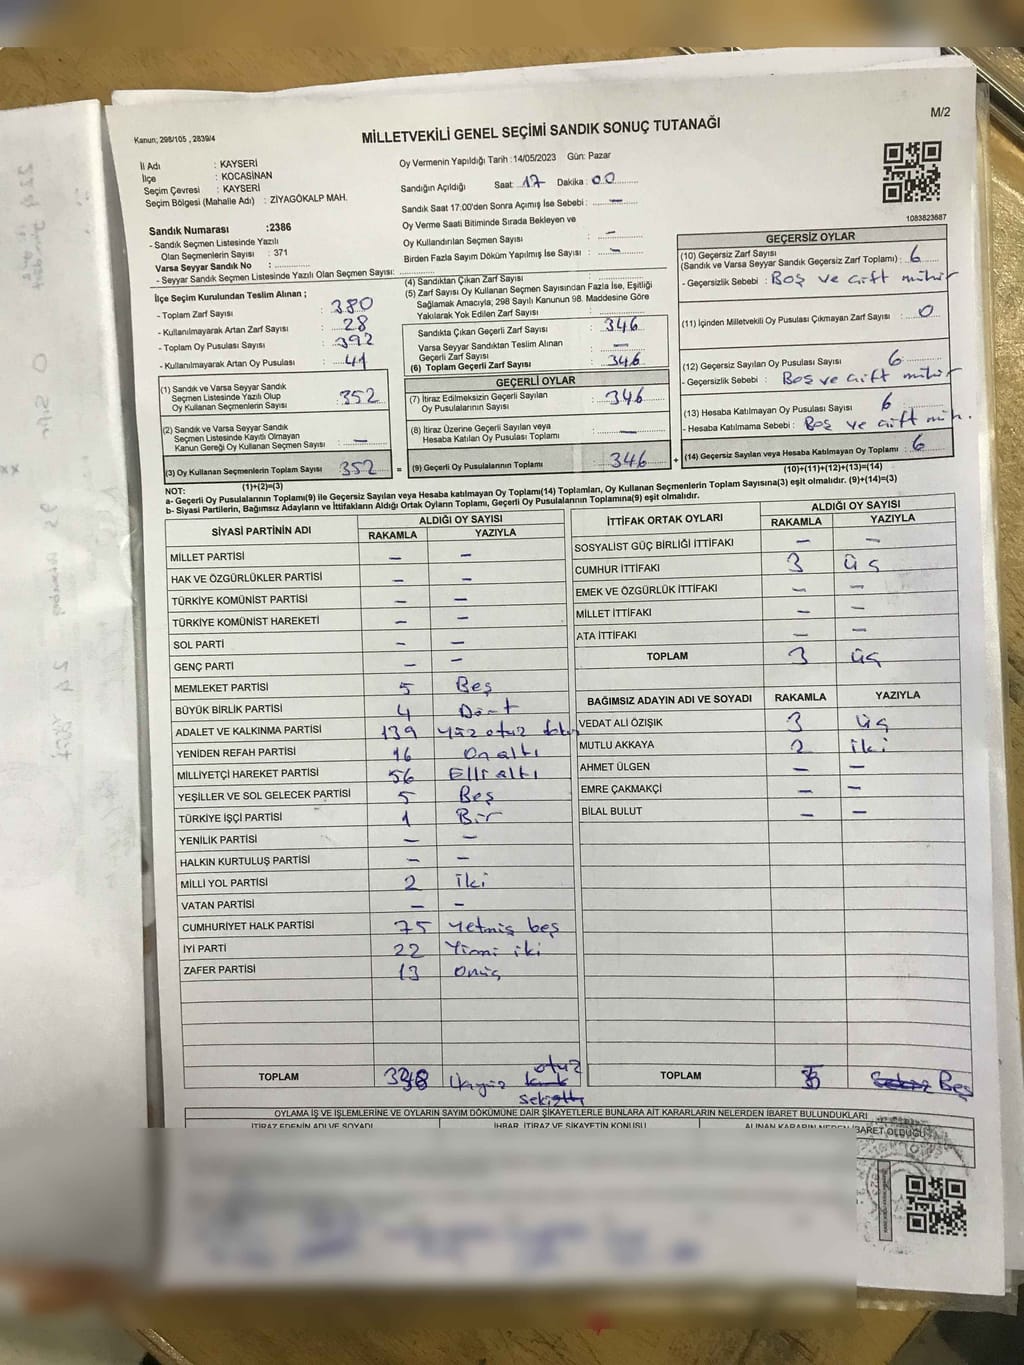 M/2
Kanun; 298/105 , 2839/4
MİLLETVEKİLİ GENEL SEÇİMİ SANDIK SONUÇ TUTANAĞI
İl Adı : KAYSERİ
İlçe : KOCASİNAN
Seçim Çevresi : KAYSERİ
Seçim Bölgesi (Mahalle Adı) : ZİYAGÖKALP MAH.
Sandık Numarası :2386
- Sandık Seçmen Listesinde Yazılı
Olan Seçmenlerin Sayısı : 371
Varsa Seyyar Sandık No :
- Seyyar Sandık Seçmen Listesinde Yazılı Olan Seçmen Sayısı:
Oy Vermenin Yapıldığı Tarih :14/05/2023 Gün: Pazar
Sandığın Açıldığı Saat: 17 Dakika : 00
Sandık Saat 17:00'den Sonra Açımış İse Sebebi : —
Oy Verme Saati Bitiminde Sırada Bekleyen ve
Oy Kullandırılan Seçmen Sayısı : —
Birden Fazla Sayım Döküm Yapılmış İse Sayısı : —
1083823687
İlçe Seçim Kurulundan Teslim Alınan ;
- Toplam Zarf Sayısı : 380
- Kullanılmayarak Artan Zarf Sayısı : 28
- Toplam Oy Pusulası Sayısı : 392
- Kullanılmayarak Artan Oy Pusulası : 41
(1) Sandık ve Varsa Seyyar Sandık
Seçmen Listesinde Yazılı Olup
Oy Kullanan Seçmenlerin Sayısı : 352
(2) Sandık ve Varsa Seyyar Sandık
Seçmen Listesinde Kayıtlı Olmayan
Kanun Gereği Oy Kullanan Seçmen Sayısı : —
(3) Oy Kullanan Seçmenlerin Toplam Sayısı : 352
(1)+(2)=(3)
(4) Sandıktan Çıkan Zarf Sayısı :
(5) Zarf Sayısı Oy Kullanan Seçmen Sayısından Fazla İse, Eşitliği
Sağlamak Amacıyla; 298 Sayılı Kanunun 98. Maddesine Göre
Yakılarak Yok Edilen Zarf Sayısı :
Sandıkta Çıkan Geçerli Zarf Sayısı : 346
Varsa Seyyar Sandıktan Teslim Alınan
Geçerli Zarf Sayısı : —
(6) Toplam Geçerli Zarf Sayısı : 346
GEÇERLİ OYLAR
(7) İtiraz Edilmeksizin Geçerli Sayılan
Oy Pusulalarının Sayısı : 346
(8) İtiraz Üzerine Geçerli Sayılan veya
Hesaba Katılan Oy Pusulası Toplamı : —
= (9) Geçerli Oy Pusulalarının Toplamı : 346
GEÇERSİZ OYLAR
(10) Geçersiz Zarf Sayısı
(Sandık ve Varsa Seyyar Sandık Geçersiz Zarf Toplamı) : 6
- Geçersizlik Sebebi : Boş ve çift mühür
(11) İçinden Milletvekili Oy Pusulası Çıkmayan Zarf Sayısı : 0
(12) Geçersiz Sayılan Oy Pusulası Sayısı : 6
- Geçersizlik Sebebi : Boş ve çift mühür
(13) Hesaba Katılmayan Oy Pusulası Sayısı : 6
- Hesaba Katılmama Sebebi : Boş ve çift müh.
+ (14) Geçersiz Sayılan veya Hesaba Katılmayan Oy Toplamı : 6
(10)+(11)+(12)+(13)=(14)
NOT:
a- Geçerli Oy Pusulalarının Toplamı(9) ile Geçersiz Sayılan veya Hesaba katılmayan Oy Toplamı(14) Toplamları, Oy Kullanan Seçmenlerin Toplam Sayısına(3) eşit olmalıdır. (9)+(14)=(3)
b- Siyasi Partilerin, Bağımsız Adayların ve İttifakların Aldığı Ortak Oyların Toplamı, Geçerli Oy Pusulalarının Toplamına(9) eşit olmalıdır.
SİYASİ PARTİNİN ADI ALDIĞI OY SAYISI
RAKAMLA YAZIYLA
MİLLET PARTİSİ — —
HAK VE ÖZGÜRLÜKLER PARTİSİ — —
TÜRKİYE KOMÜNİST PARTİSİ — —
TÜRKİYE KOMÜNİST HAREKETİ — —
SOL PARTİ — —
GENÇ PARTİ — —
MEMLEKET PARTİSİ 5 Beş
BÜYÜK BİRLİK PARTİSİ 4 Dört
ADALET VE KALKINMA PARTİSİ 139 Yüz otuz dokuz
YENİDEN REFAH PARTİSİ 16 On altı
MİLLİYETÇİ HAREKET PARTİSİ 56 Elli altı
YEŞİLLER VE SOL GELECEK PARTİSİ 5 Beş
TÜRKİYE İŞÇİ PARTİSİ 1 Bir
YENİLİK PARTİSİ — —
HALKIN KURTULUŞ PARTİSİ — —
MİLLİ YOL PARTİSİ 2 iki
VATAN PARTİSİ — —
CUMHURİYET HALK PARTİSİ 75 Yetmiş beş
İYİ PARTİ 22 Yirmi iki
ZAFER PARTİSİ 13 Onüç
TOPLAM otuz
İTTİFAK ORTAK OYLARI ALDIĞI OY SAYISI
RAKAMLA YAZIYLA
SOSYALİST GÜÇ BİRLİĞİ İTTİFAKI — —
CUMHUR İTTİFAKI 3 üç
EMEK VE ÖZGÜRLÜK İTTİFAKI — —
MİLLET İTTİFAKI — —
ATA İTTİFAKI — —
TOPLAM 3 üç
BAĞIMSIZ ADAYIN ADI VE SOYADI RAKAMLA YAZIYLA
VEDAT ALİ ÖZIŞIK 3 üç
MUTLU AKKAYA 2 iki
AHMET ÜLGEN — —
EMRE ÇAKMAKÇİ — —
BİLAL BULUT — —
TOPLAM Beş
OYLAMA İŞ VE İŞLEMLERİNE VE OYLARIN SAYIM DÖKÜMÜNE DAİR ŞİKAYETLERLE BUNLARA AİT KARARLARIN NELERDEN İBARET BULUNDUKLARI
İTİRAZ EDENİN ADI VE SOYADI İHBAR, İTİRAZ VE ŞİKAYETİN KONUSU ALINAN KARARIN NEDEN İBARET OLDUĞU